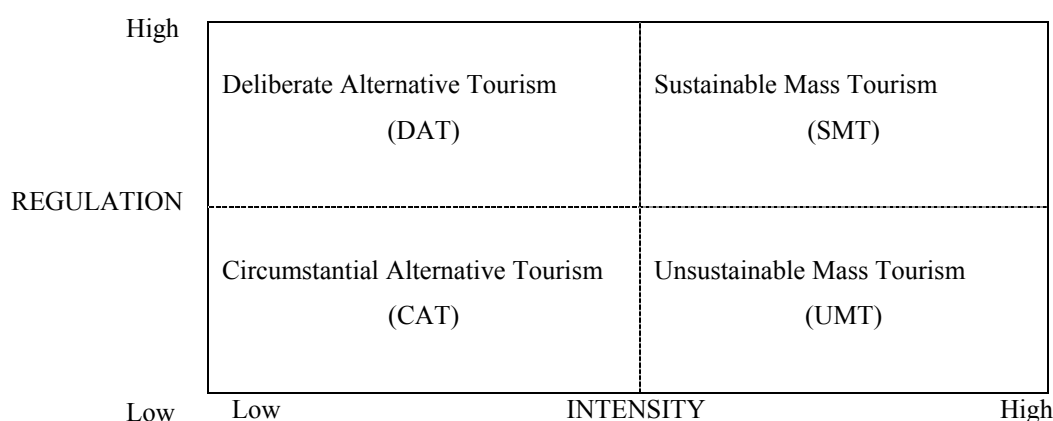 High
Deliberate Alternative Tourism
(DAT)
Sustainable Mass Tourism
(SMT)
REGULATION
Circumstantial Alternative Tourism
(CAT)
Unsustainable Mass Tourism
(UMT)
Low
Low
INTENSITY
High